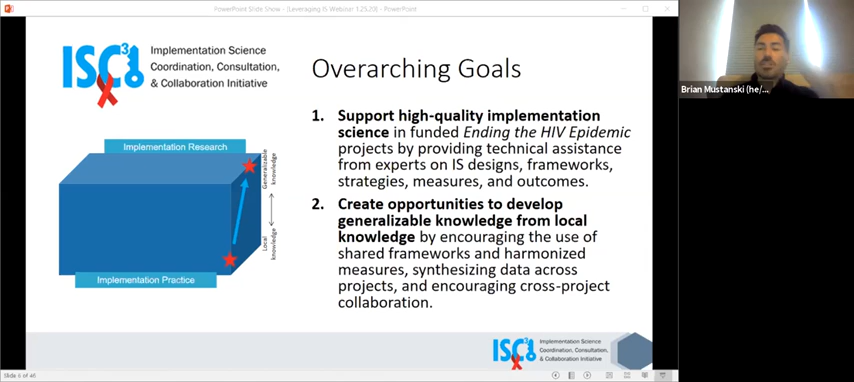 PowerPoint Slide Show - [Leveraging IS Webinar 1.25.20] - PowerPoint
ISC3I
Implementation Science
Coordination, Consultation,
& Collaboration Initiative
Overarching Goals
1. Support high-quality implementation
science in funded Ending the HIV Epidemic
projects by providing technical assistance
from experts on IS designs, frameworks,
strategies, measures, and outcomes.
2. Create opportunities to develop
generalizable knowledge from local
knowledge by encouraging the use of
shared frameworks and harmonized
measures, synthesizing data across
projects, and encouraging cross-project
collaboration.
Implementation Research
Generalizable
knowledge
Local
knowledge
Implementation Practice
ISC3I
Implementation Science
Coordination, Consultation,
& Collaboration Initiative
Slide 6 of 48
Brian Mustanski (he/...